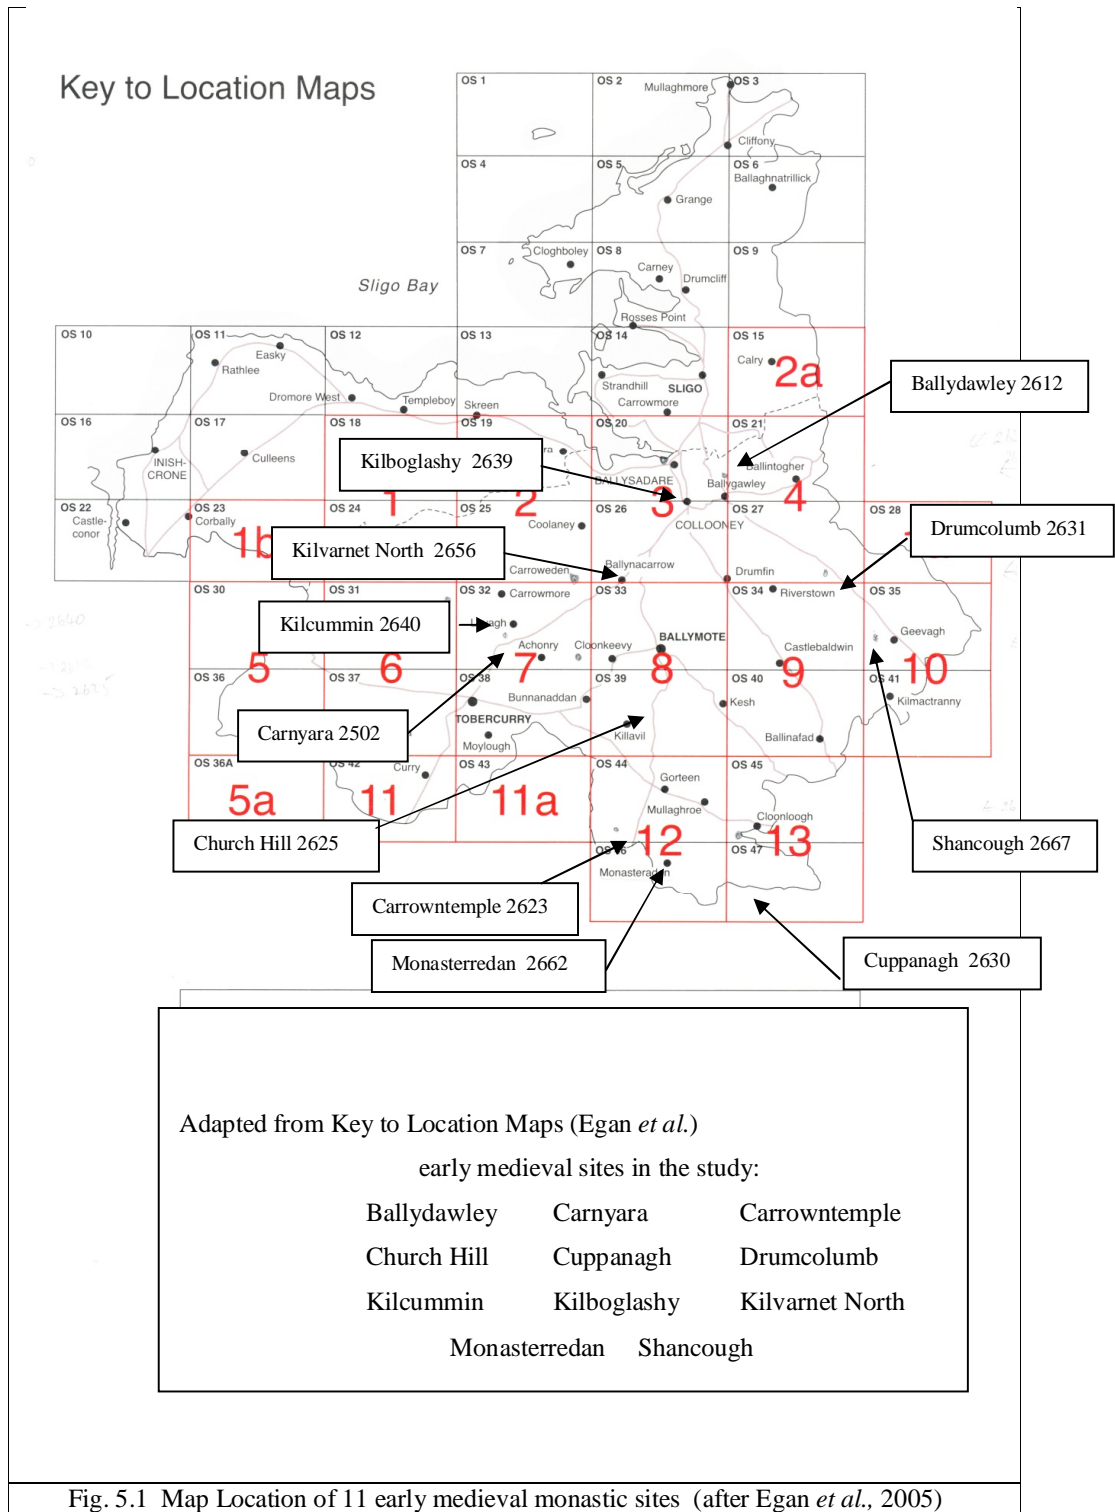 Key to Location Maps
OS 1
OS 2
Mullaghmore
OS 3
Cliffony
OS 4
OS 5
OS 6
Ballaghnatrillick
Grange
OS 7
Cloghboley
OS 8
Carney
Drumcliff
OS 9
Sligo Bay
Rosses Point
OS 10
OS 11
Easky
Rathlee
OS 12
OS 13
OS 14
OS 15
Calry
2a
Strandhill
SLIGO
Carrowmore
Dromore West
Templeboy
Skreen
Ballydawley 2612
OS 16
OS 17
OS 18
OS 19
OS 20
OS 21
INISH-
CRONE
Culleens
Kilboglashy 2639
BALLYSADARE
Ballintogher
Ballygawley
1
2
3
4
OS 22
Castle-
conor
OS 23
Corbally
1b
OS 24
OS 25
Coolaney
OS 26
COLLOONEY
OS 27
OS 28
Drumcolumb 2631
Kilvarnet North 2656
Ballynacarrow
Carroweden
Drumfin
OS 30
OS 31
OS 32
Carrowmore
OS 33
OS 34
Riverstown
OS 35
Kilcummin 2640
Achonry
Cloonkeevy
BALLYMOTE
Castlebaldwin
Geevagh
5
6
7
8
9
10
OS 36
OS 37
OS 38
OS 39
OS 40
OS 41
Bunnanaddan
Kesh
Kilmactranny
TOBERCURRY
Carnyara 2502
Moylough
Killavil
Ballinafad
OS 36A
OS 42
Curry
OS 43
OS 44
OS 45
5a
11
11a
Gorteen
Mullaghroe
Cloonloogh
Church Hill 2625
12
13
Shancough 2667
OS 47
Monasteraden
Carrowntemple 2623
Monasterredan 2662
Cuppanagh 2630
Adapted from Key to Location Maps (Egan et al.)
early medieval sites in the study:
Ballydawley Carnyara Carrowntemple
Church Hill Cuppanagh Drumcolumb
Kilcummin Kilboglashy Kilvarnet North
Monasterredan Shancough
Fig. 5.1 Map Location of 11 early medieval monastic sites (after Egan et al., 2005)